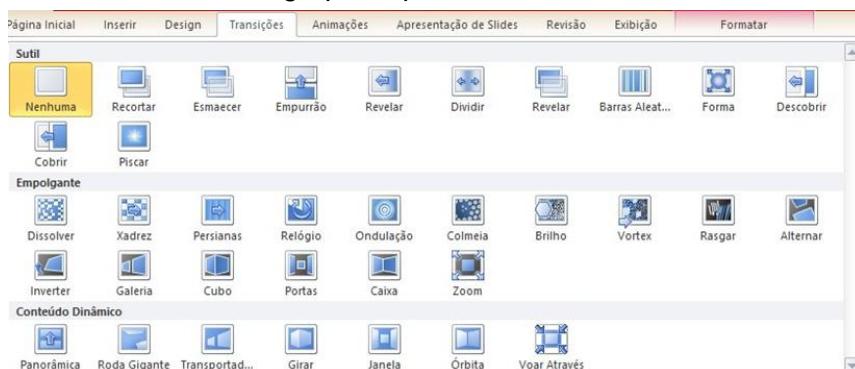 Página Inicial Inserir Design Transições Animações Apresentação de Slides Revisão Exibição Formatar
Sutil
Nenhuma Recortar Esmaecer Empurrão Revelar Dividir Revelar Barras Aleat... Forma Descobrir
Cobrir Piscar
Empolgante
Dissolver Xadrez Persianas Relógio Ondulação Colmeia Brilho Vortex Rasgar Alternar
Inverter Galeria Cubo Portas Caixa Zoom
Conteúdo Dinâmico
Panorâmica Roda Gigante Transportad... Girar Janela Órbita Voar Através